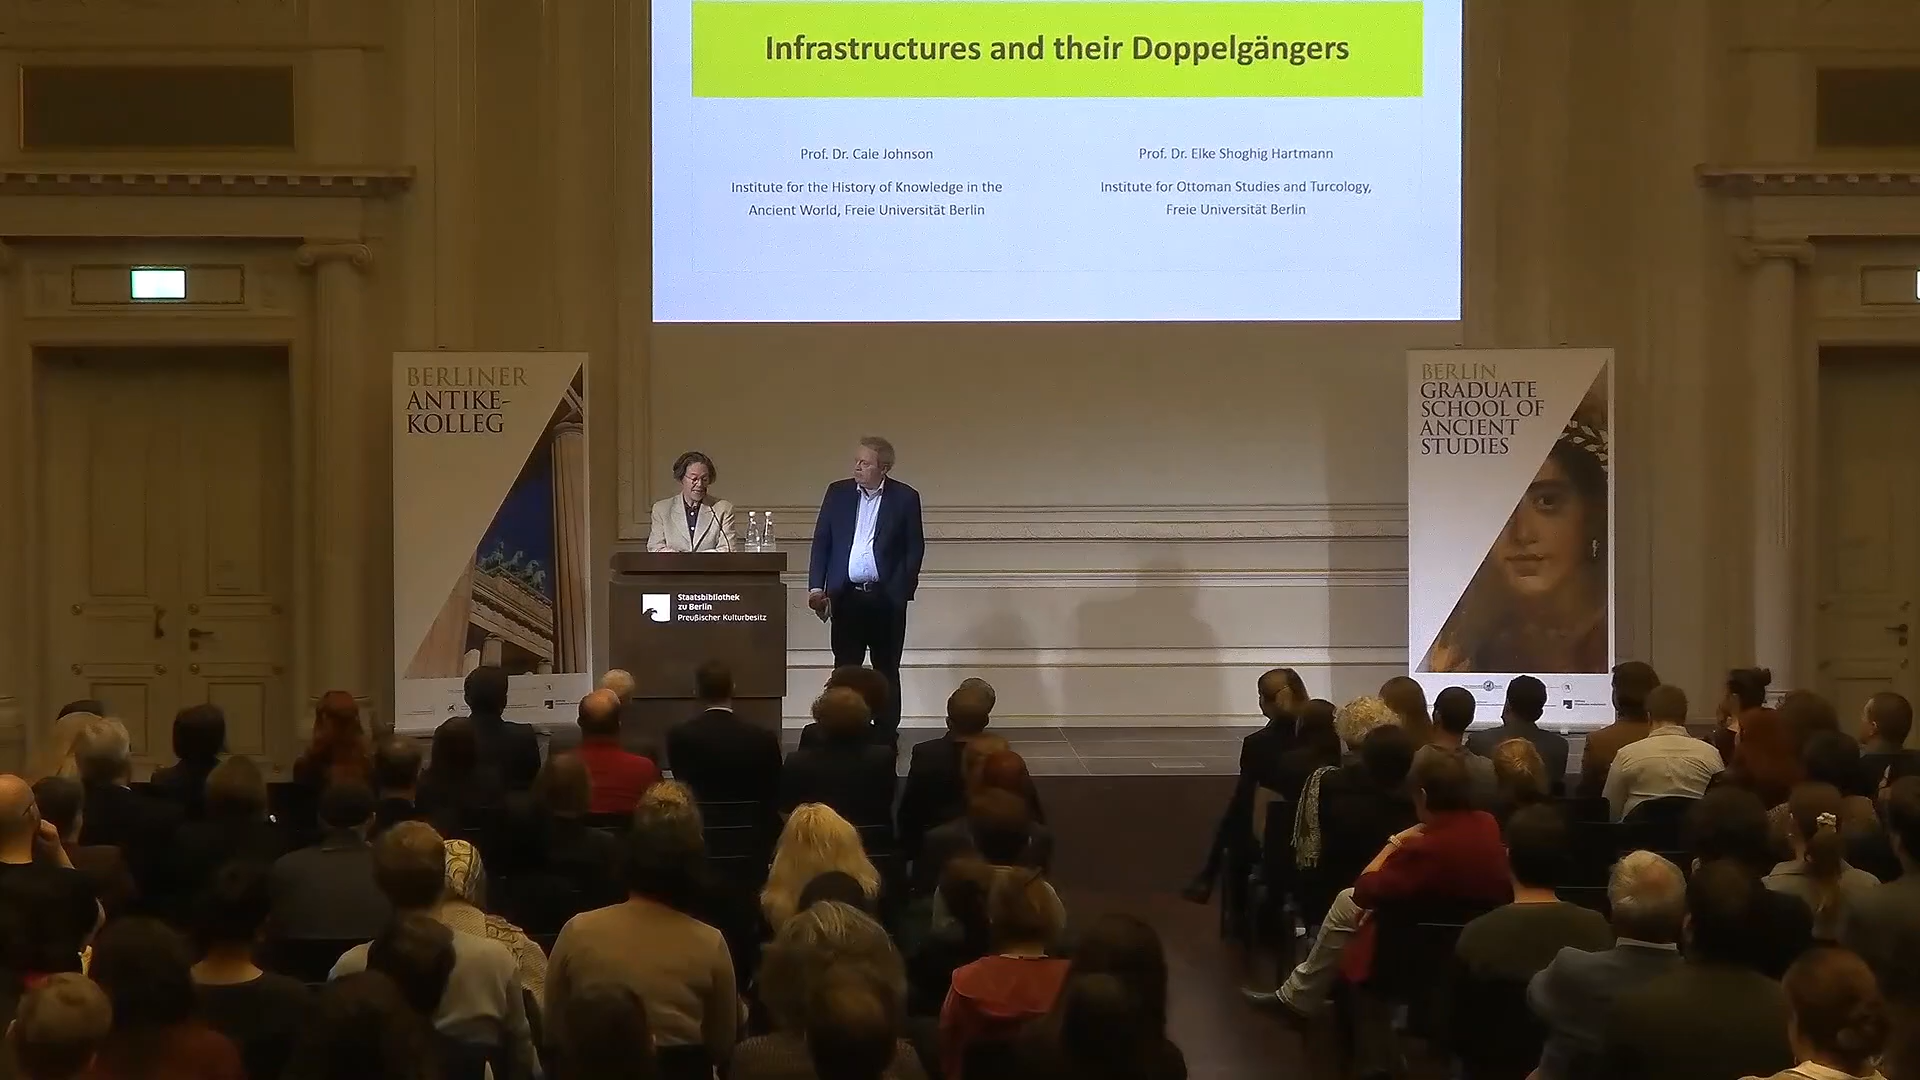 Infrastructures and their Doppelgängers
Prof. Dr. Cale Johnson
Institute for the History of Knowledge in the
Ancient World, Freie Universität Berlin
Prof. Dr. Elke Shoghig Hartmann
Institute for Ottoman Studies and Turcology,
Freie Universität Berlin
BERLINER
ANTIKE-
KOLLEG
BERLIN
GRADUATE
SCHOOL OF
ANCIENT
STUDIES
Staatsbibliothek
zu Berlin
Preußischer Kulturbesitz